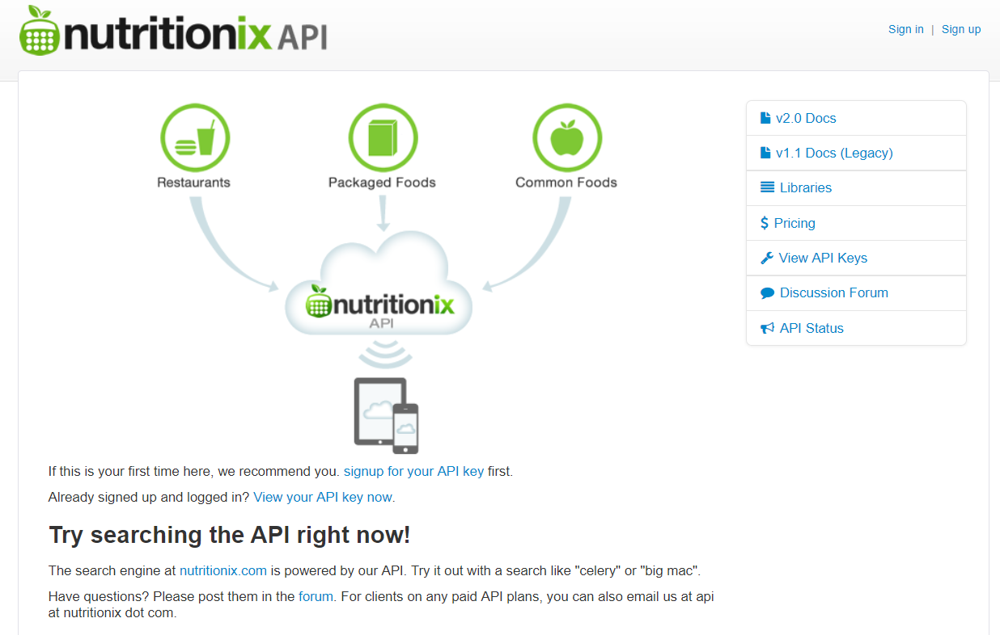 nutritionix API
Sign in | Sign up
Restaurants
Packaged Foods
Common Foods
nutritionix
API
v2.0 Docs
v1.1 Docs (Legacy)
Libraries
Pricing
View API Keys
Discussion Forum
API Status
If this is your first time here, we recommend you. signup for your API key first.
Already signed up and logged in? View your API key now.
Try searching the API right now!
The search engine at nutritionix.com is powered by our API. Try it out with a search like "celery" or "big mac".
Have questions? Please post them in the forum. For clients on any paid API plans, you can also email us at api
at nutritionix dot com.